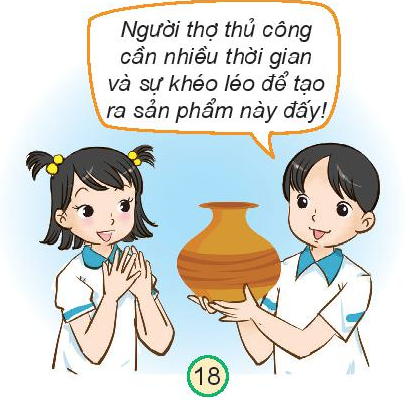 Người thợ thủ công
cần nhiều thời gian
và sự khéo léo để tạo
ra sản phẩm này đấy!
18